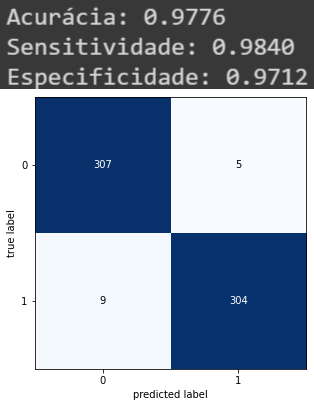 Acurácia: 0.9776
Sensitividade: 0.9840
Especificidade: 0.9712
0
307
5
true label
1
9
304
0
1
predicted label